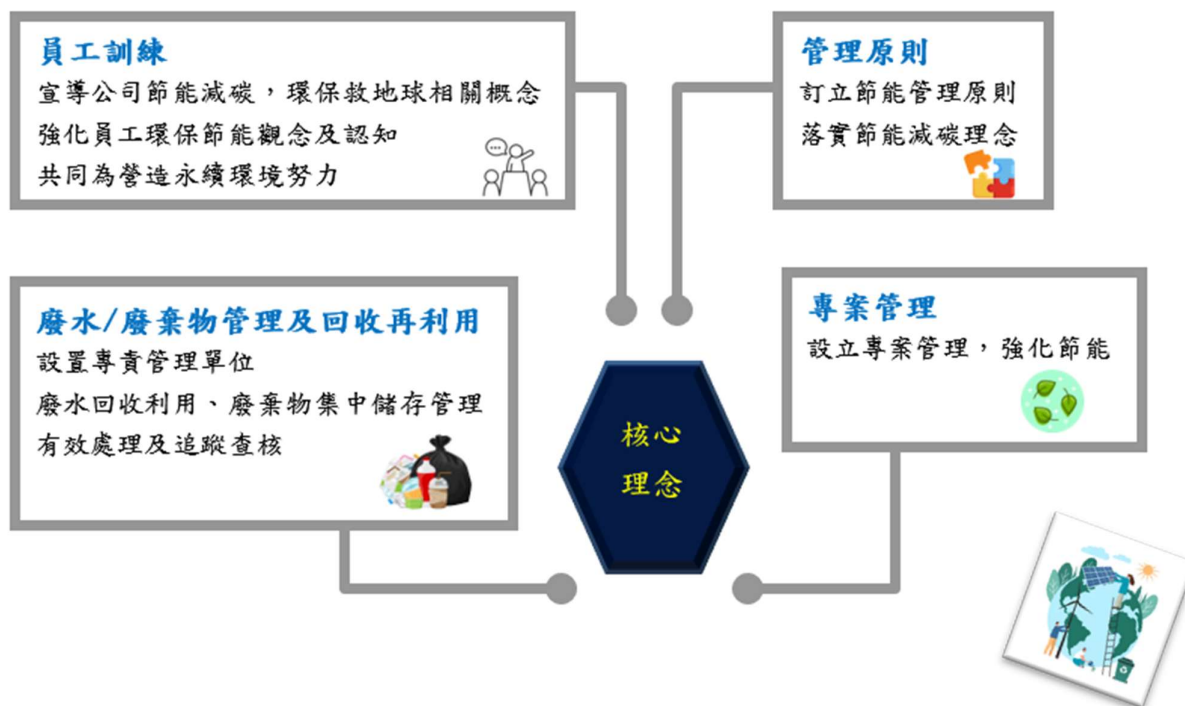 員工訓練
宣導公司節能減碳，環保救地球相關概念
強化員工環保節能觀念及認知
共同為營造永續環境努力
管理原則
訂立節能管理原則
落實節能減碳理念
廢水/廢棄物管理及回收再利用
設置專責管理單位
廢水回收利用、廢棄物集中儲存管理
有效處理及追蹤查核
專案管理
設立專案管理，強化節能
核心
理念